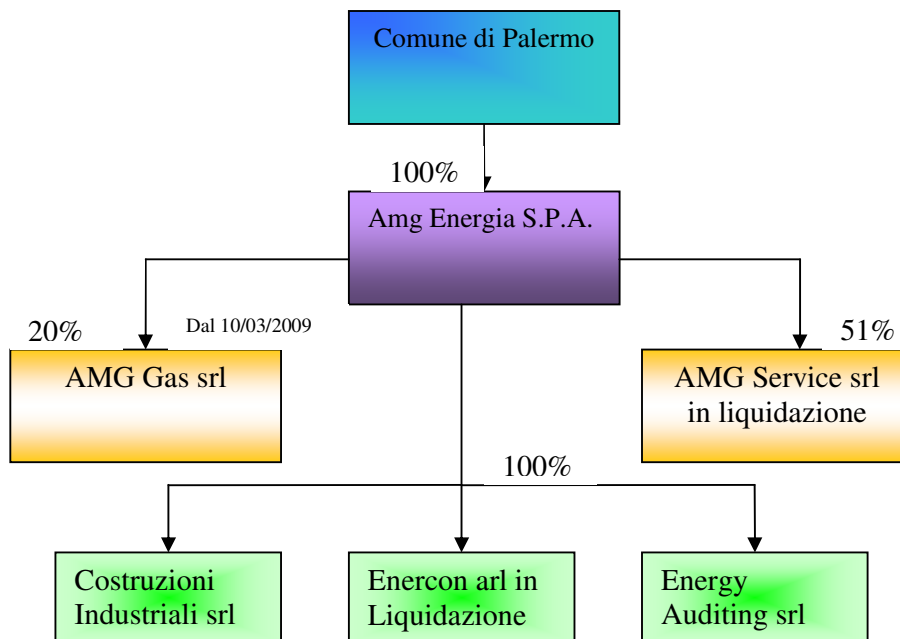 Comune di Palermo
100%
Amg Energia S.P.A.
20%
Dal 10/03/2009
51%
AMG Gas srl
AMG Service srl
in liquidazione
100%
Costruzioni
Industriali srl
Enercon arl in
Liquidazione
Energy
Auditing srl